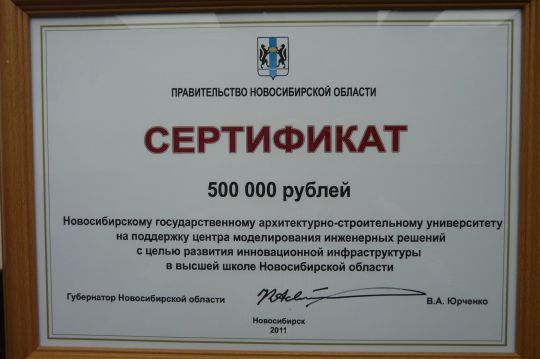 ПРАВИТЕЛЬСТВО НОВОСИБИРСКОЙ ОБЛАСТИ
СЕРТИФИКАТ
500 000 рублей
Новосибирскому государственному архитектурно-строительному университету
на поддержку центра моделирования инженерных решений
с целью развития инновационной инфраструктуры
в высшей школе Новосибирской области
Губернатор Новосибирской области В.А. Юрченко
Новосибирск
2011